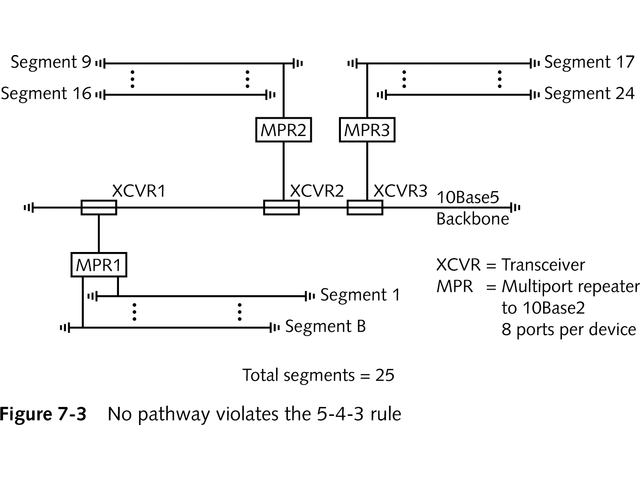 Segment 9
Segment 17
Segment 16
Segment 24
MPR2
MPR3
XCVR1
XCVR2
XCVR3
10Base5
Backbone
MPR1
XCVR = Transceiver
MPR = Multiport repeater
to 10Base2
8 ports per device
Segment 1
Segment B
Total segments = 25
Figure 7-3 No pathway violates the 5-4-3 rule